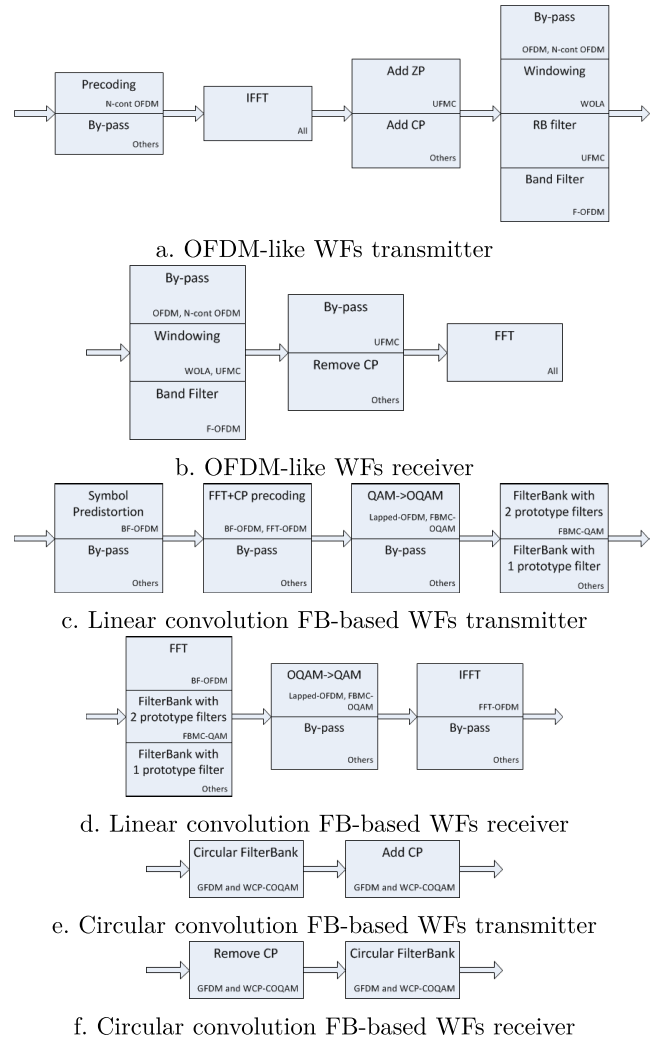 Precoding
N-cont OFDM
By-pass
Others
IFFT
All
Add ZP
UFMC
Add CP
Others
By-pass
OFDM, N-cont OFDM
Windowing
WOLA
RB filter
UFMC
Band Filter
F-OFDM
a. OFDM-like WFs transmitter
By-pass
OFDM, N-cont OFDM
Windowing
WOLA, UFMC
Band Filter
F-OFDM
By-pass
UFMC
Remove CP
Others
FFT
All
b. OFDM-like WFs receiver
Symbol
Predistortion
BF-OFDM
By-pass
Others
FFT+CP precoding
BF-OFDM, FFT-OFDM
By-pass
Others
QAM->OQAM
Lapped-OFDM, FBMC-
OQAM
By-pass
Others
FilterBank with
2 prototype filters
FBMC-QAM
FilterBank with
1 prototype filter
Others
c. Linear convolution FB-based WFs transmitter
FFT
BF-OFDM
FilterBank with
2 prototype filters
FBMC-QAM
FilterBank with
1 prototype filter
Others
OQAM->QAM
Lapped-OFDM, FBMC-
OQAM
By-pass
Others
IFFT
FFT-OFDM
By-pass
Others
d. Linear convolution FB-based WFs receiver
Circular FilterBank
GFDM and WCP-COQAM
Add CP
GFDM and WCP-COQAM
e. Circular convolution FB-based WFs transmitter
Remove CP
GFDM and WCP-COQAM
Circular FilterBank
GFDM and WCP-COQAM
f. Circular convolution FB-based WFs receiver